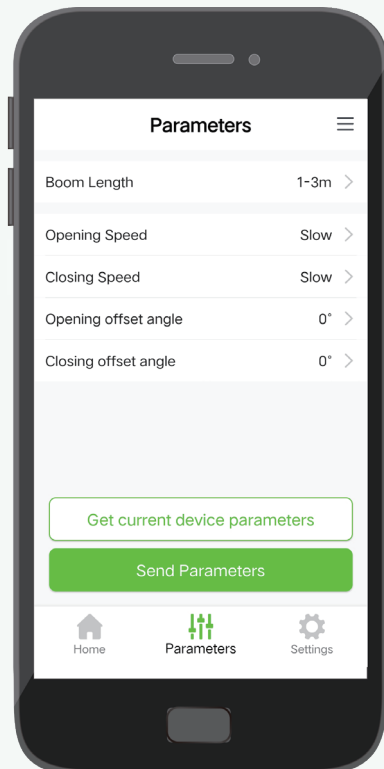 Parameters
Boom Length 1-3m
Opening Speed Slow
Closing Speed Slow
Opening offset angle 0°
Closing offset angle 0°
Get current device parameters
Send Parameters
Home Parameters Settings